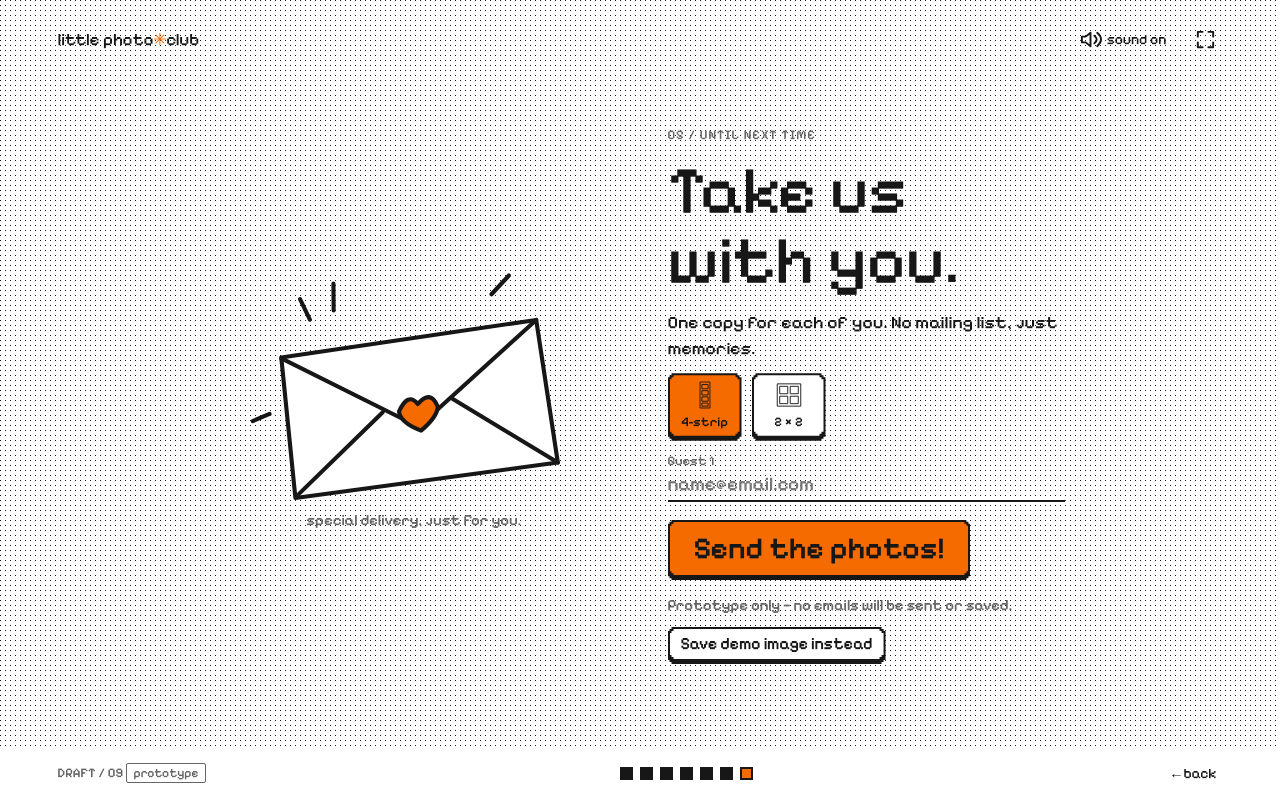 little photo✳club
sound on
08 / UNTIL NEXT TIME
Take us
with you.
One copy for each of you. No mailing list, just
memories.
4-strip
2 × 2
Guest 1
name@email.com
special delivery, just for you.
Send the photos!
Prototype only – no emails will be sent or saved.
Save demo image instead
DRAFT / 09 prototype
←back